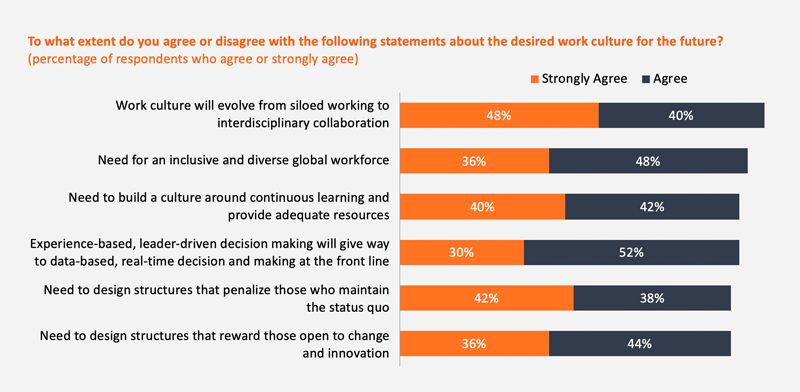 To what extent do you agree or disagree with the following statements about the desired work culture for the future?
(percentage of respondents who agree or strongly agree)
Strongly Agree Agree
Work culture will evolve from siloed working to
interdisciplinary collaboration
48% 40%
Need for an inclusive and diverse global workforce
36% 48%
Need to build a culture around continuous learning and
provide adequate resources
40% 42%
Experience-based, leader-driven decision making will give way
to data-based, real-time decision and making at the front line
30% 52%
Need to design structures that penalize those who maintain
the status quo
42% 38%
Need to design structures that reward those open to change
and innovation
36% 44%